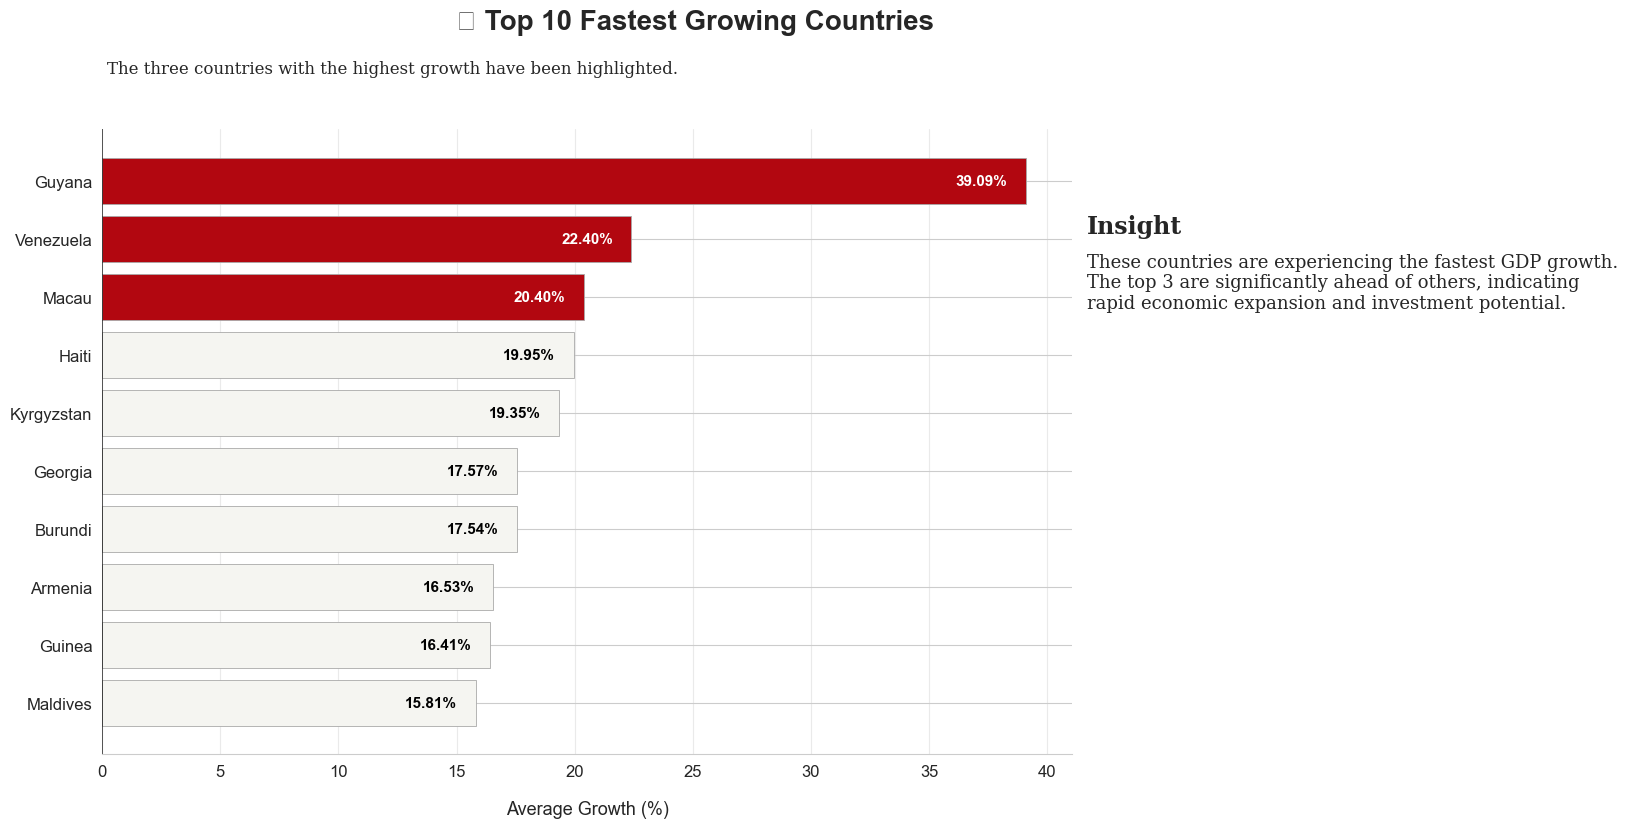 Top 10 Fastest Growing Countries
The three countries with the highest growth have been highlighted.
Guyana 39.09%
Venezuela 22.40%
Macau 20.40%
Haiti 19.95%
Kyrgyzstan 19.35%
Georgia 17.57%
Burundi 17.54%
Armenia 16.53%
Guinea 16.41%
Maldives 15.81%
0 5 10 15 20 25 30 35 40
Average Growth (%)
Insight
These countries are experiencing the fastest GDP growth.
The top 3 are significantly ahead of others, indicating
rapid economic expansion and investment potential.